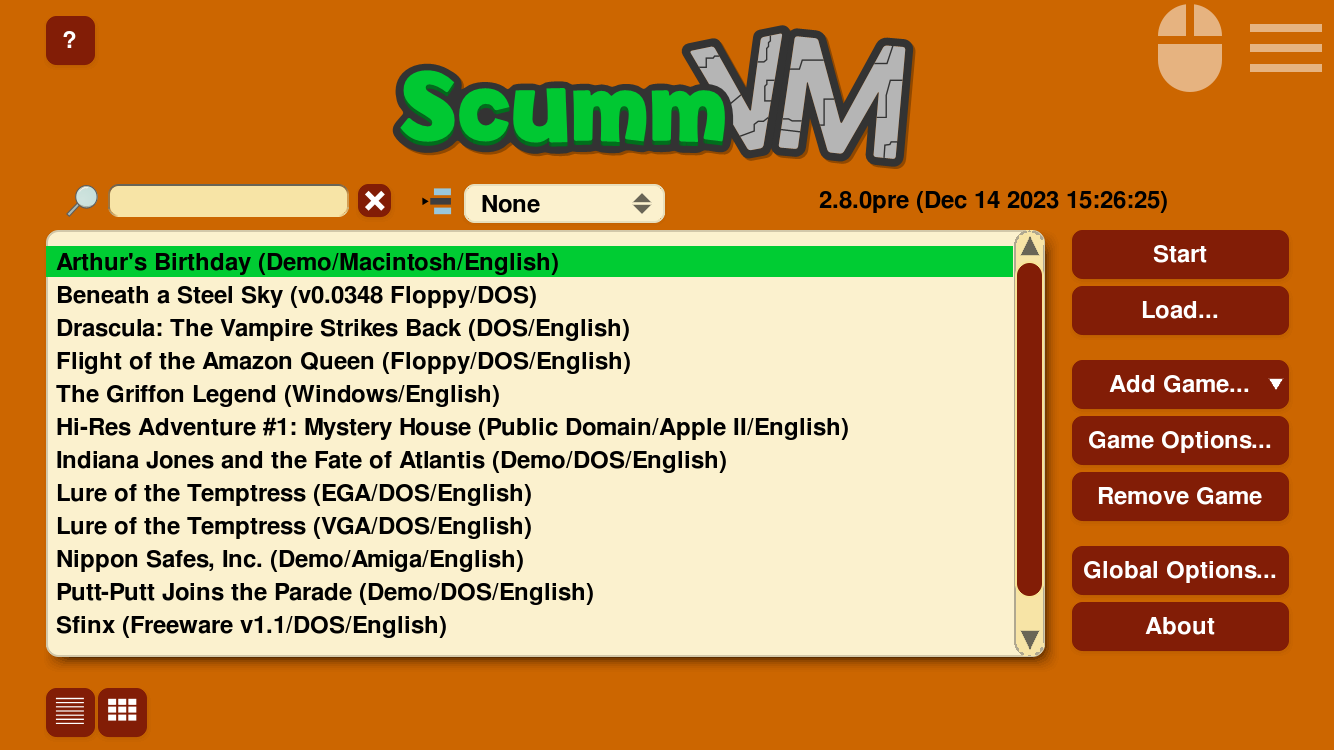 ?
ScummVM
None
2.8.0pre (Dec 14 2023 15:26:25)
Arthur's Birthday (Demo/Macintosh/English)
Beneath a Steel Sky (v0.0348 Floppy/DOS)
Drascula: The Vampire Strikes Back (DOS/English)
Flight of the Amazon Queen (Floppy/DOS/English)
The Griffon Legend (Windows/English)
Hi-Res Adventure #1: Mystery House (Public Domain/Apple II/English)
Indiana Jones and the Fate of Atlantis (Demo/DOS/English)
Lure of the Temptress (EGA/DOS/English)
Lure of the Temptress (VGA/DOS/English)
Nippon Safes, Inc. (Demo/Amiga/English)
Putt-Putt Joins the Parade (Demo/DOS/English)
Sfinx (Freeware v1.1/DOS/English)
Start
Load...
Add Game...
Game Options...
Remove Game
Global Options...
About